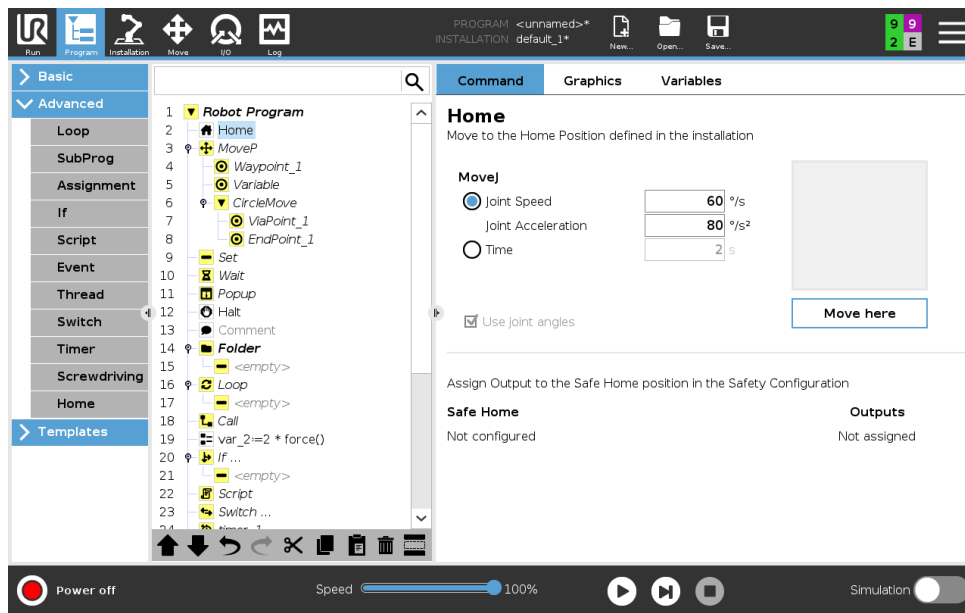 PROGRAM <unnamed>*
INSTALLATION default_1*
Run
Program
Installation
Move
I/O
Log
New...
Open...
Save...
9 9
2 E
Basic
Advanced
Loop
SubProg
Assignment
If
Script
Event
Thread
Switch
Timer
Screwdriving
Home
Templates
1 Robot Program
2 Home
3 MoveP
4 Waypoint_1
5 Variable
6 CircleMove
7 ViaPoint_1
8 EndPoint_1
9 Set
10 Wait
11 Popup
12 Halt
13 Comment
14 Folder
15 <empty>
16 Loop
17 <empty>
18 Call
19 var_2:=2 * force()
20 If ...
21 <empty>
22 Script
23 Switch ...
24 timer_1
Command Graphics Variables
Home
Move to the Home Position defined in the installation
MoveJ
Joint Speed 60 °/s
Joint Acceleration 80 °/s²
Time 2 s
Move here
Use joint angles
Assign Output to the Safe Home position in the Safety Configuration
Safe Home Outputs
Not configured Not assigned
Power off
Speed 100%
Simulation